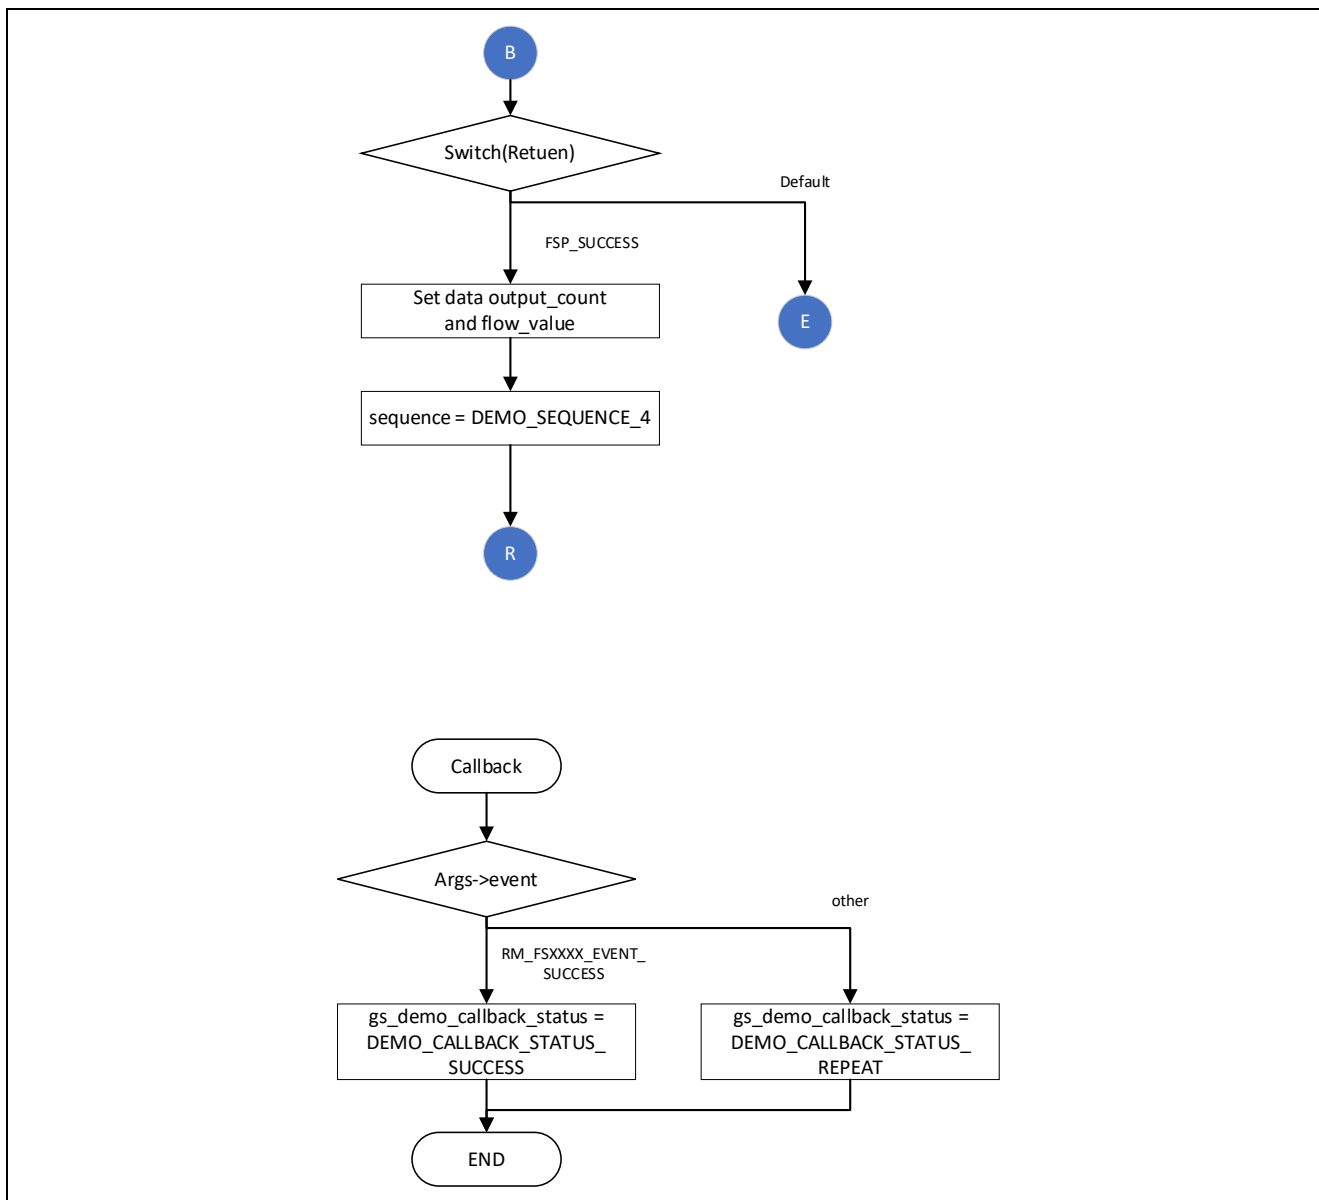 B
Switch(Retuen)
Default
FSP_SUCCESS
Set data output_count
and flow_value
E
sequence = DEMO_SEQUENCE_4
R
Callback
Args->event
other
RM_FSXXXX_EVENT_
SUCCESS
gs_demo_callback_status =
DEMO_CALLBACK_STATUS_
SUCCESS
gs_demo_callback_status =
DEMO_CALLBACK_STATUS_
REPEAT
END